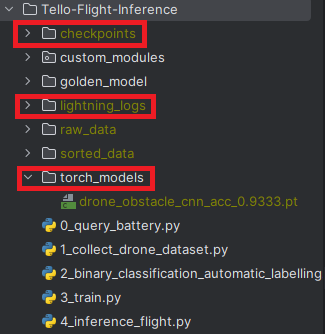 Tello-Flight-Inference
checkpoints
custom_modules
golden_model
lightning_logs
raw_data
sorted_data
torch_models
drone_obstacle_cnn_acc_0.9333.pt
0_query_battery.py
1_collect_drone_dataset.py
2_binary_classification_automatic_labelling
3_train.py
4_inference_flight.py